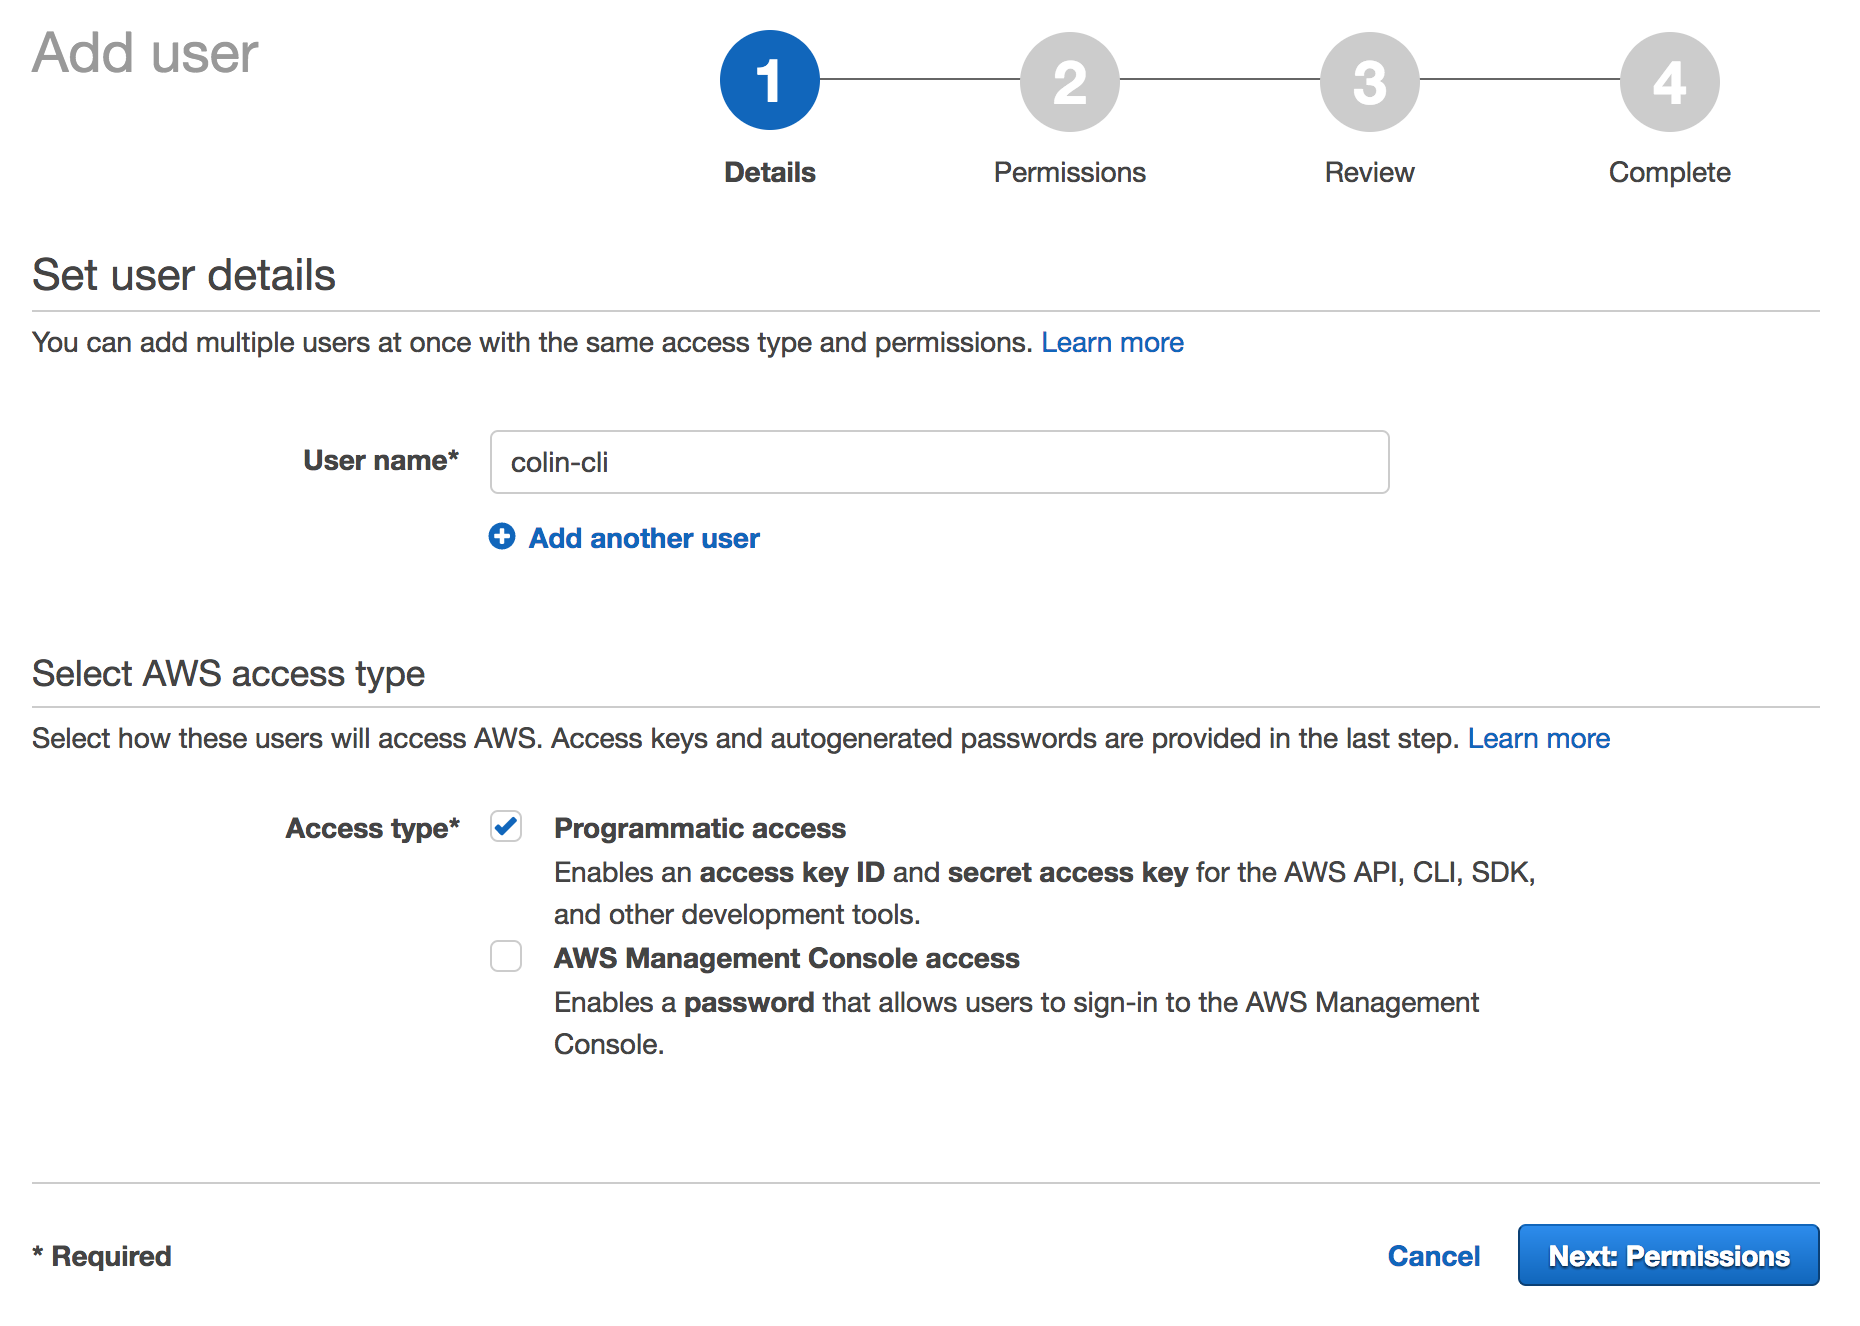 Add user
1
2
3
4
Details
Permissions
Review
Complete
Set user details
You can add multiple users at once with the same access type and permissions. Learn more
User name*
colin-cli
Add another user
Select AWS access type
Select how these users will access AWS. Access keys and autogenerated passwords are provided in the last step. Learn more
Access type*
Programmatic access
Enables an access key ID and secret access key for the AWS API, CLI, SDK,
and other development tools.
AWS Management Console access
Enables a password that allows users to sign-in to the AWS Management
Console.
* Required
Cancel
Next: Permissions